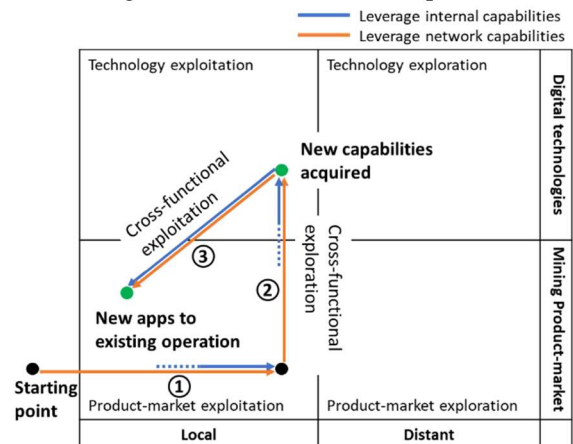 Leverage internal capabilities
Leverage network capabilities
Technology exploitation
Technology exploration
Digital technologies
New capabilities
acquired
Cross-functional
exploitation
③
Cross-functional
exploration
②
Mining Product-market
New apps to
existing operation
Starting
point
①
Product-market exploitation
Product-market exploration
Local
Distant